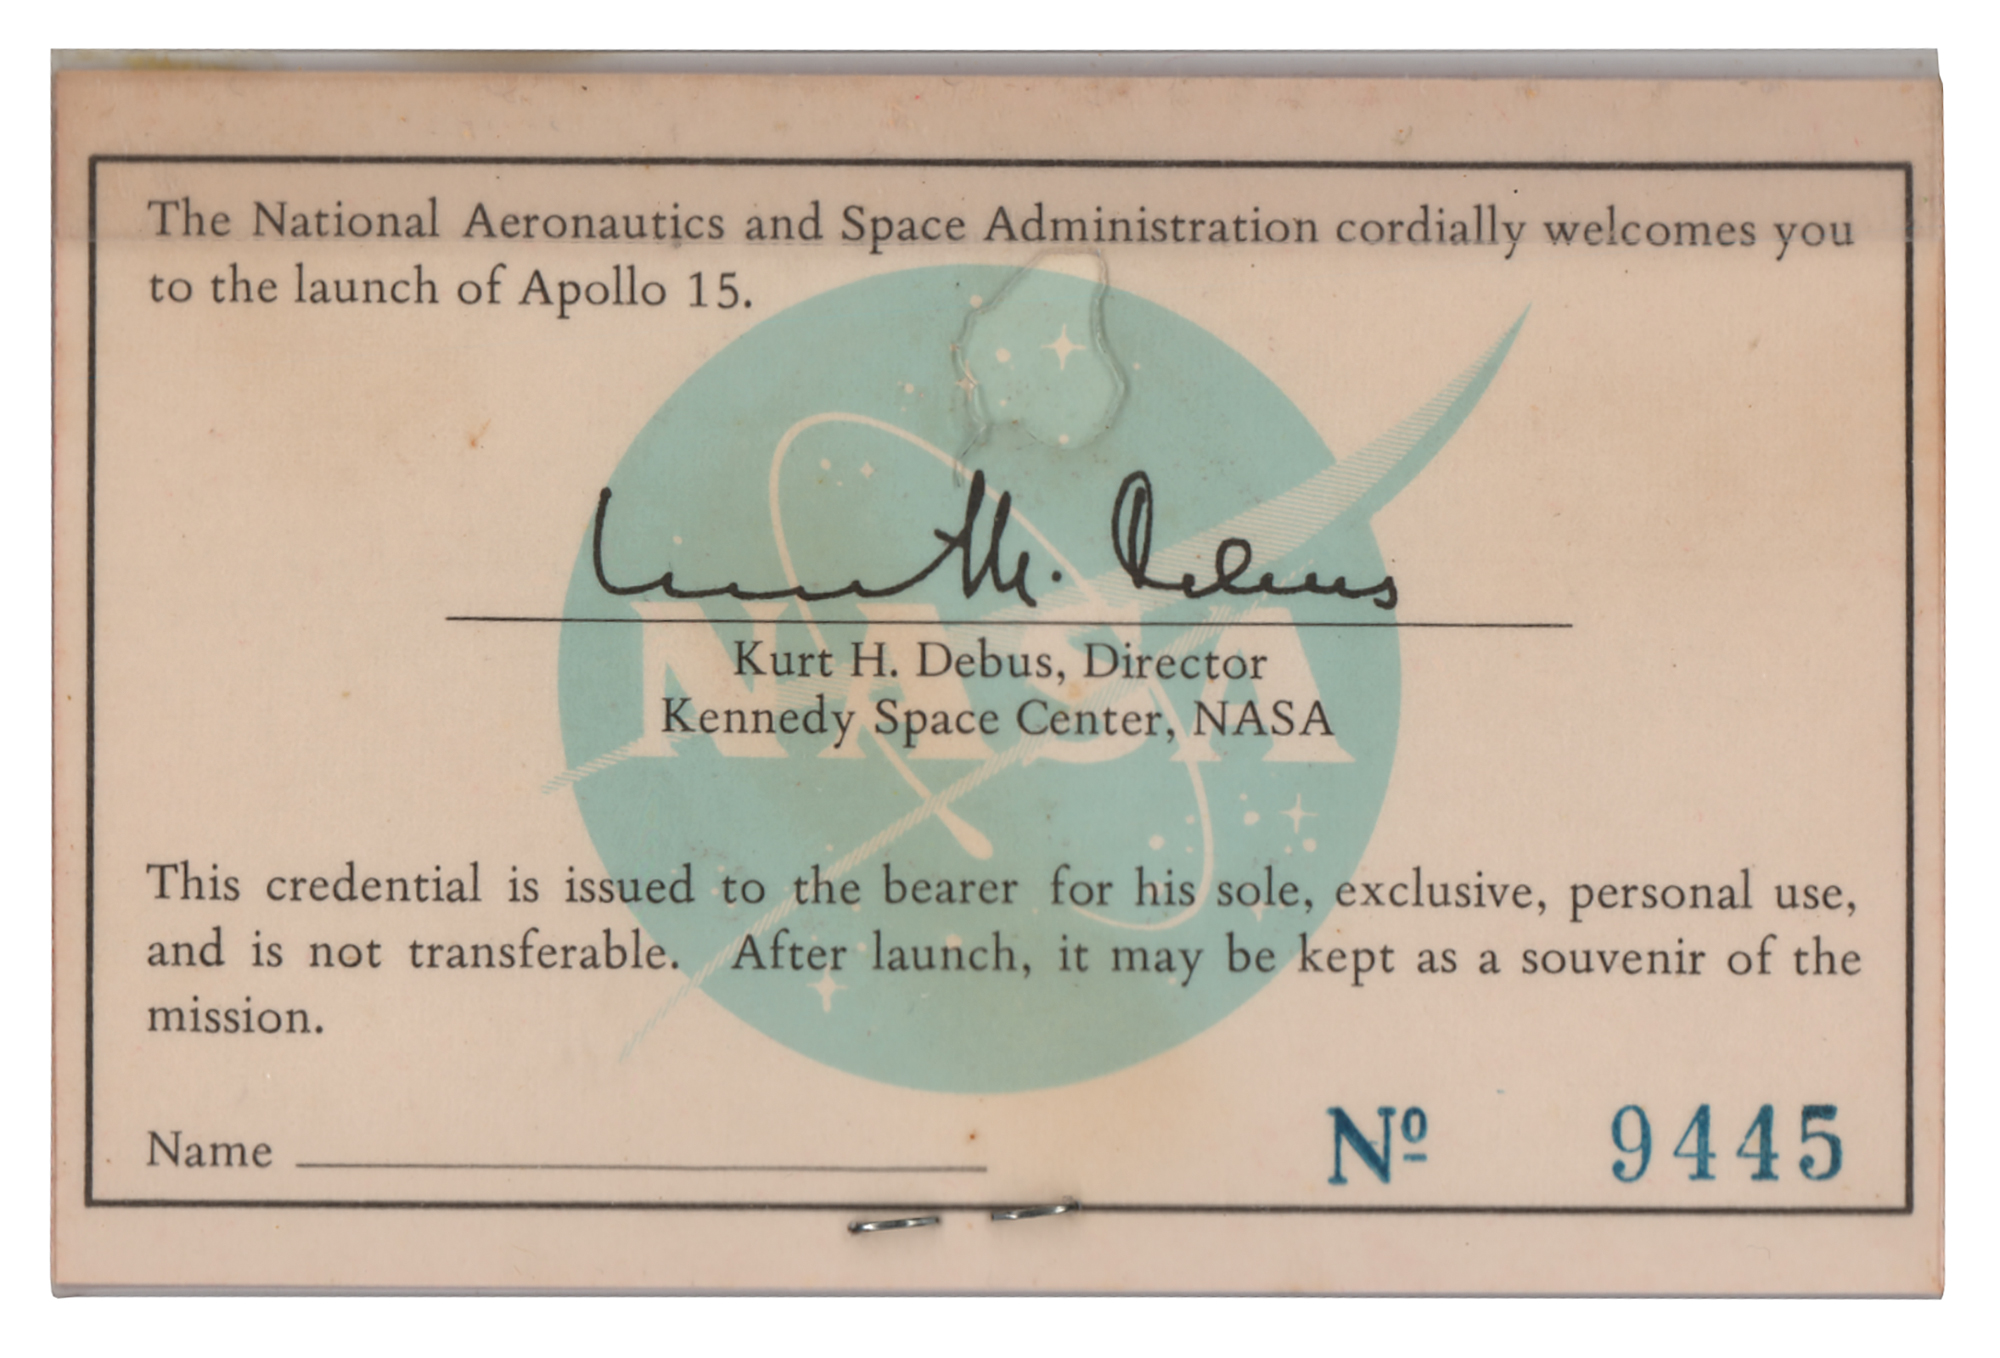 The National Aeronautics and Space Administration cordially welcomes you
to the launch of Apollo 15.
Kurt H. Debus
NASA
Kurt H. Debus, Director
Kennedy Space Center, NASA
This credential is issued to the bearer for his sole, exclusive, personal use,
and is not transferable. After launch, it may be kept as a souvenir of the
mission.
Name
Nº 9445